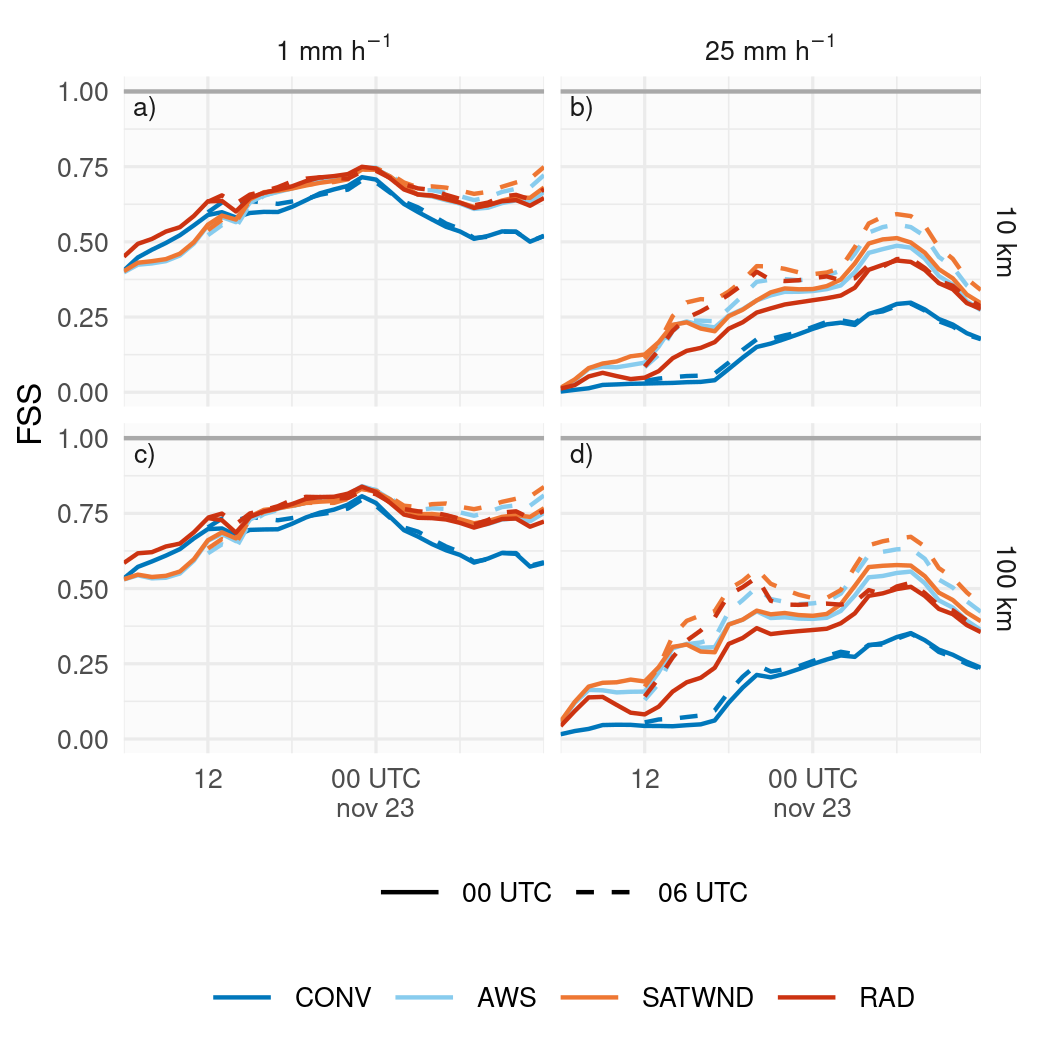 1 mm h⁻¹
25 mm h⁻¹
a)
b)
1.00
0.75
0.50
0.25
0.00
10 km
FSS
c)
d)
1.00
0.75
0.50
0.25
0.00
100 km
12
00 UTC
nov 23
12
00 UTC
nov 23
00 UTC
06 UTC
CONV
AWS
SATWND
RAD